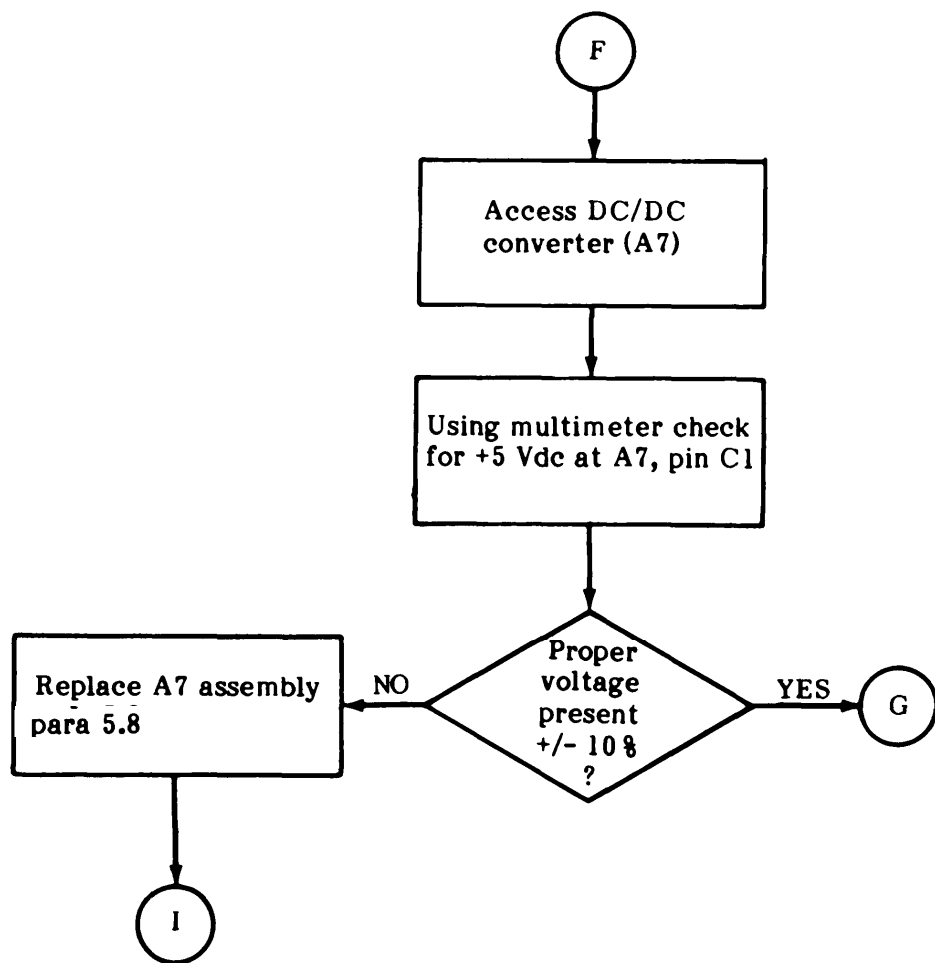 F
Access DC/DC
converter (A7)
Using multimeter check
for +5 Vdc at A7, pin C1
Proper
voltage
present
+/- 10%
?
NO
YES
Replace A7 assembly
para 5.8
G
I